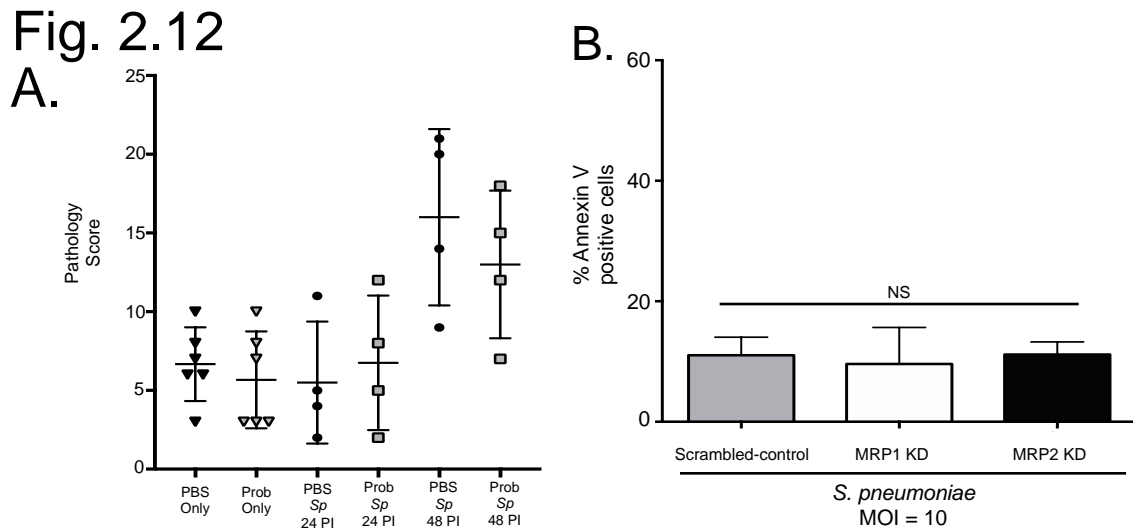 Fig. 2.12
A.
25
20
15
10
5
0
Pathology
Score
PBS
Only
Prob
Only
PBS
Sp
24 PI
Prob
Sp
24 PI
PBS
Sp
48 PI
Prob
Sp
48 PI
B.
60
40
20
0
% Annexin V
positive cells
NS
Scrambled-control
MRP1 KD
MRP2 KD
S. pneumoniae
MOI = 10